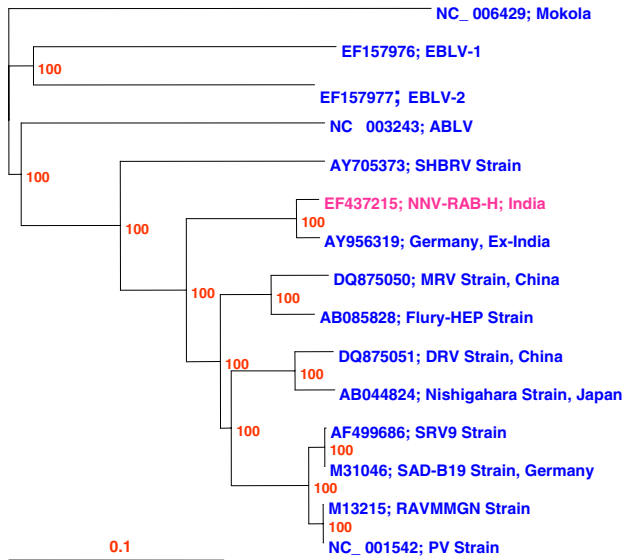 NC_ 006429; Mokola
EF157976; EBLV-1
100
EF157977; EBLV-2
NC 003243; ABLV
100
AY705373; SHBRV Strain
EF437215; NNV-RAB-H; India
100
100
AY956319; Germany, Ex-India
DQ875050; MRV Strain, China
100
100
AB085828; Flury-HEP Strain
DQ875051; DRV Strain, China
100
100
AB044824; Nishigahara Strain, Japan
AF499686; SRV9 Strain
100
100
M31046; SAD-B19 Strain, Germany
100
M13215; RAVMMGN Strain
100
NC_ 001542; PV Strain
0.1